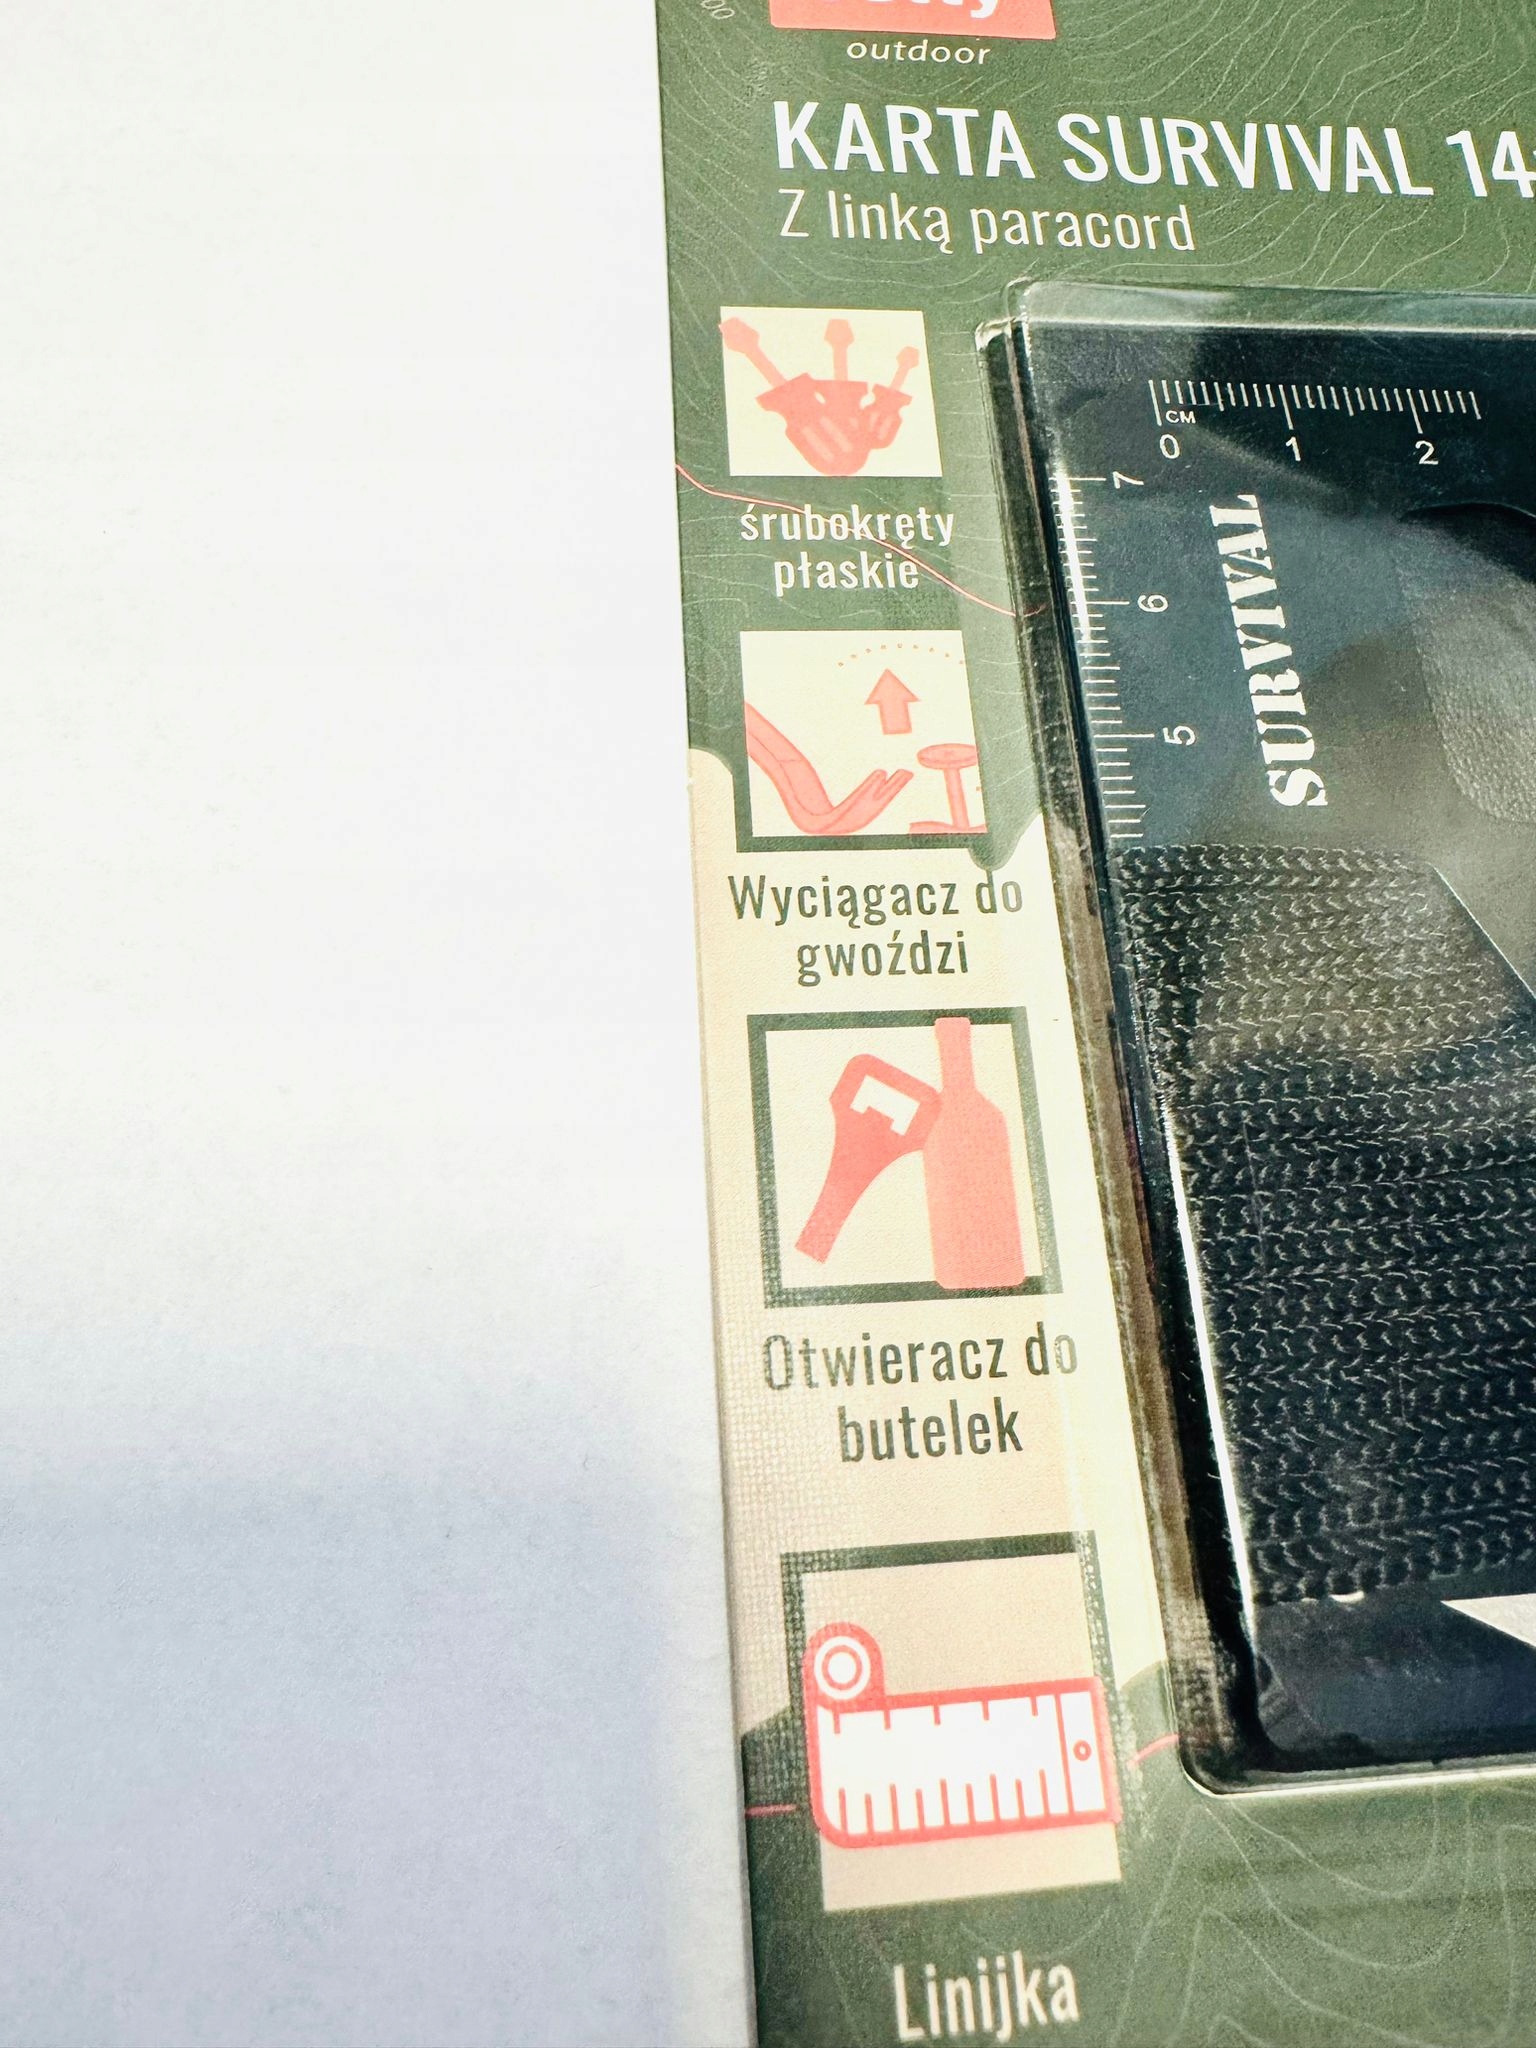 outdoor
KARTA SURVIVAL 14
Z linką paracord
śrubokręty
płaskie
Wyciągacz do
gwoździ
Otwieracz do
butelek
Linijka
CM
0 1 2
7
6
5
SURVIVAL